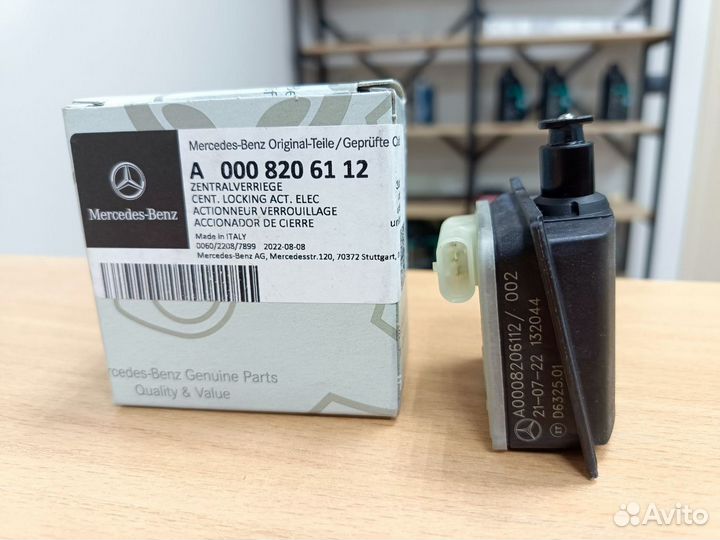 Mercedes-Benz
Mercedes-Benz Original-Teile/Geprüfte
A 000 820 61 12
ZENTRALVERRIEGE
CENT. LOCKING ACT. ELEC
ACTIONNEUR VERROUILLAGE
ACCIONADOR DE CIERRE
Made in ITALY
0060/2208/7899 2022-08-08
Mercedes-Benz AG, Mercedesstr.120, 70372 Stuttgart,
rcedes-Benz Genuine Parts
Quality & Value
A0008206112/ 002
21-07-22 132044
D6325.01
Avito